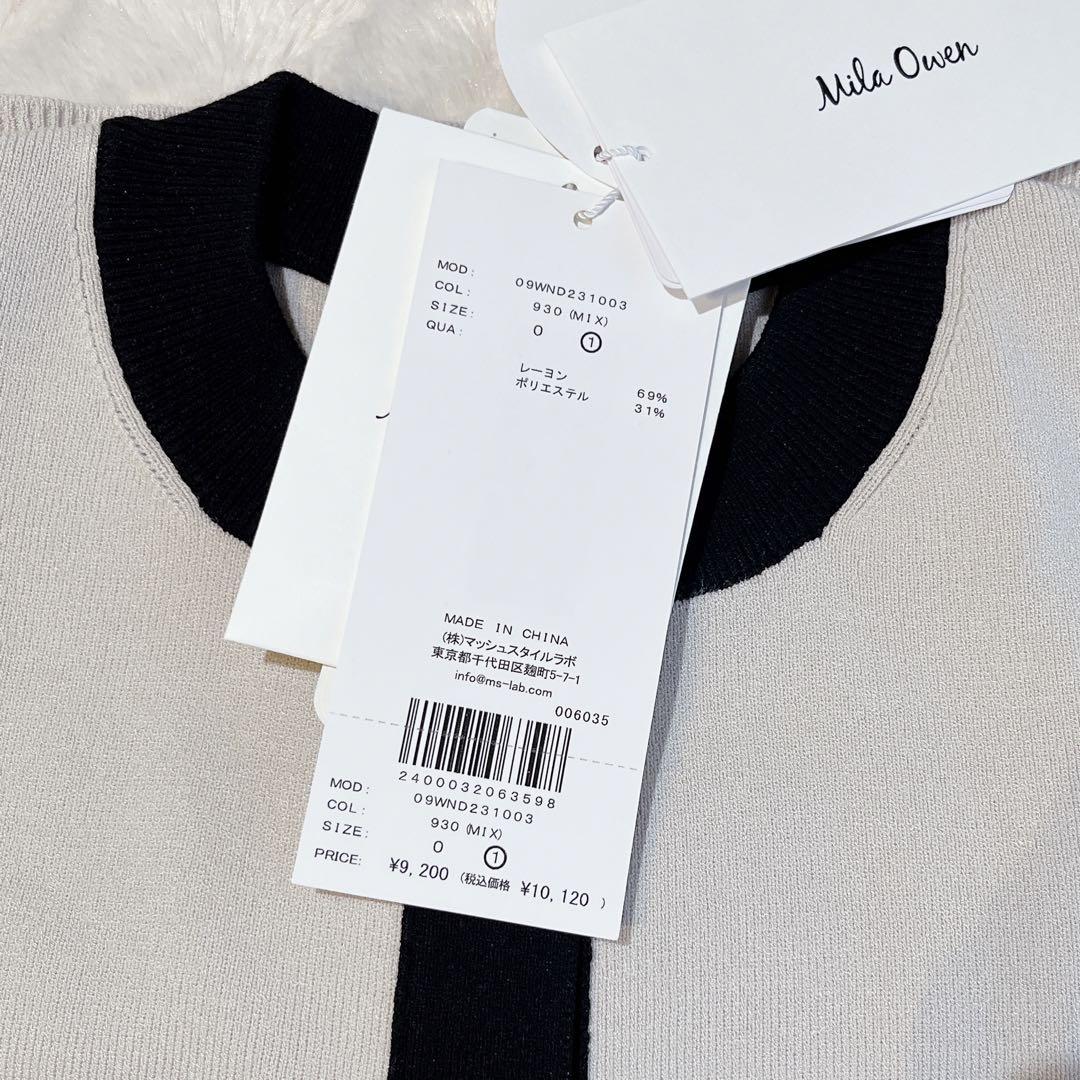 Mila Owen
MOD: 09WND231003
COL: 930 (MIX)
SIZE: 0 ①
QUA:
レーヨン 69%
ポリエステル 31%
MADE IN CHINA
(株)マッシュスタイルラボ
東京都千代田区麹町5-7-1
info@ms-lab.com
006035
2400032063598
MOD: 09WND231003
COL: 930 (MIX)
SIZE: 0 ①
PRICE: ¥9,200 (税込価格 ¥10,120 )